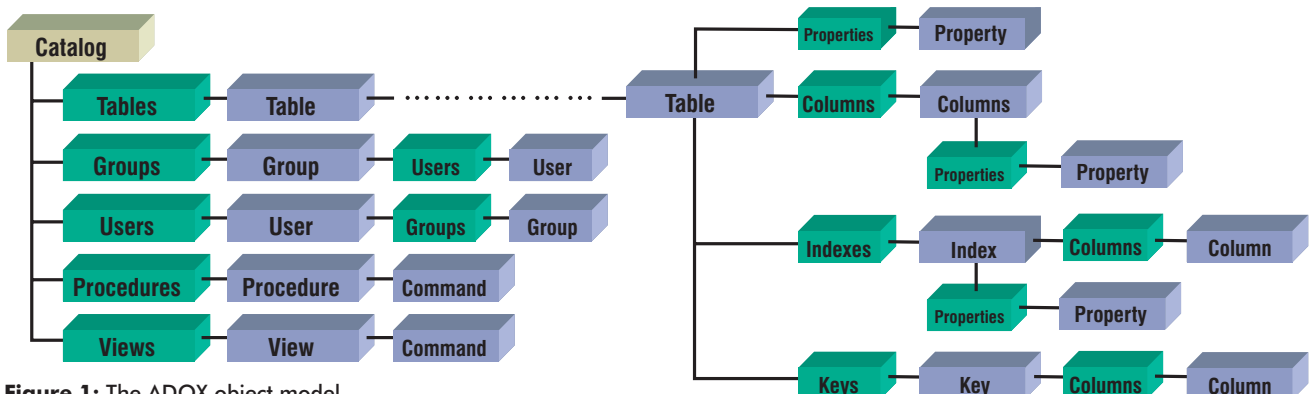 Catalog
Tables Table Table
Groups Group Users User
Users User Groups Group
Procedures Procedure Command
Views View Command
Properties Property
Columns Columns
Properties Property
Indexes Index Columns Column
Properties Property
Keys Key Columns Column
Figure 1: The ADOX object model